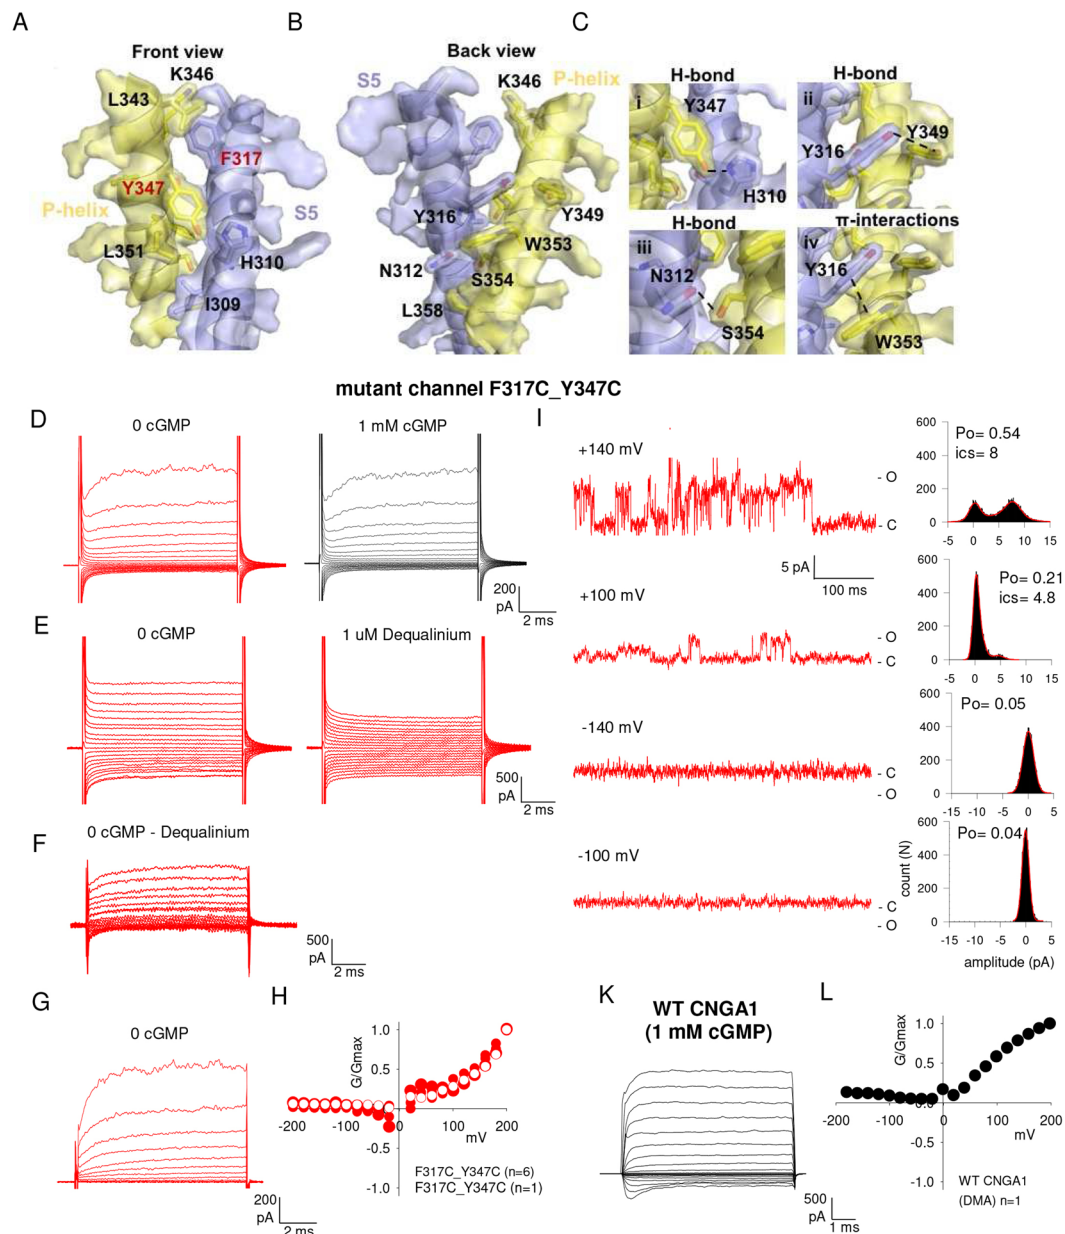 A
B
C
Front view
K346
L343
F317
Y347
P-helix
S5
L351
H310
I309
Back view
S5
K346
P-helix
Y316
Y349
W353
N312
S354
L358
H-bond
i
Y347
H310
H-bond
ii
Y349
Y316
H-bond
iii
N312
S354
π-interactions
iv
Y316
W353
mutant channel F317C_Y347C
D
0 cGMP
1 mM cGMP
200
pA
2 ms
E
0 cGMP
1 uM Dequalinium
500
pA
2 ms
F
0 cGMP - Dequalinium
500
pA
2 ms
G
0 cGMP
200
pA
2 ms
H
G/Gmax
1.0
0.5
0.0
-0.5
-1.0
-200
-100
0
100
200
mV
F317C_Y347C (n=6)
F317C_Y347C (n=1)
I
+140 mV
- O
- C
5 pA
100 ms
600
400
200
0
-5 0 5 10 15
Po= 0.54
ics= 8
+100 mV
- O
- C
600
400
200
0
-5 0 5 10 15
Po= 0.21
ics= 4.8
-140 mV
- C
- O
600
400
200
0
-15 -10 -5 0 5
Po= 0.05
-100 mV
- C
- O
600
400
200
0
-15 -10 -5 0 5
Po= 0.04
count (N)
amplitude (pA)
K
WT CNGA1
(1 mM cGMP)
500
pA
1 ms
L
G/Gmax
1.0
0.5
0.0
-0.5
-1.0
-200
-100
0
100
200
mV
WT CNGA1
(DMA) n=1